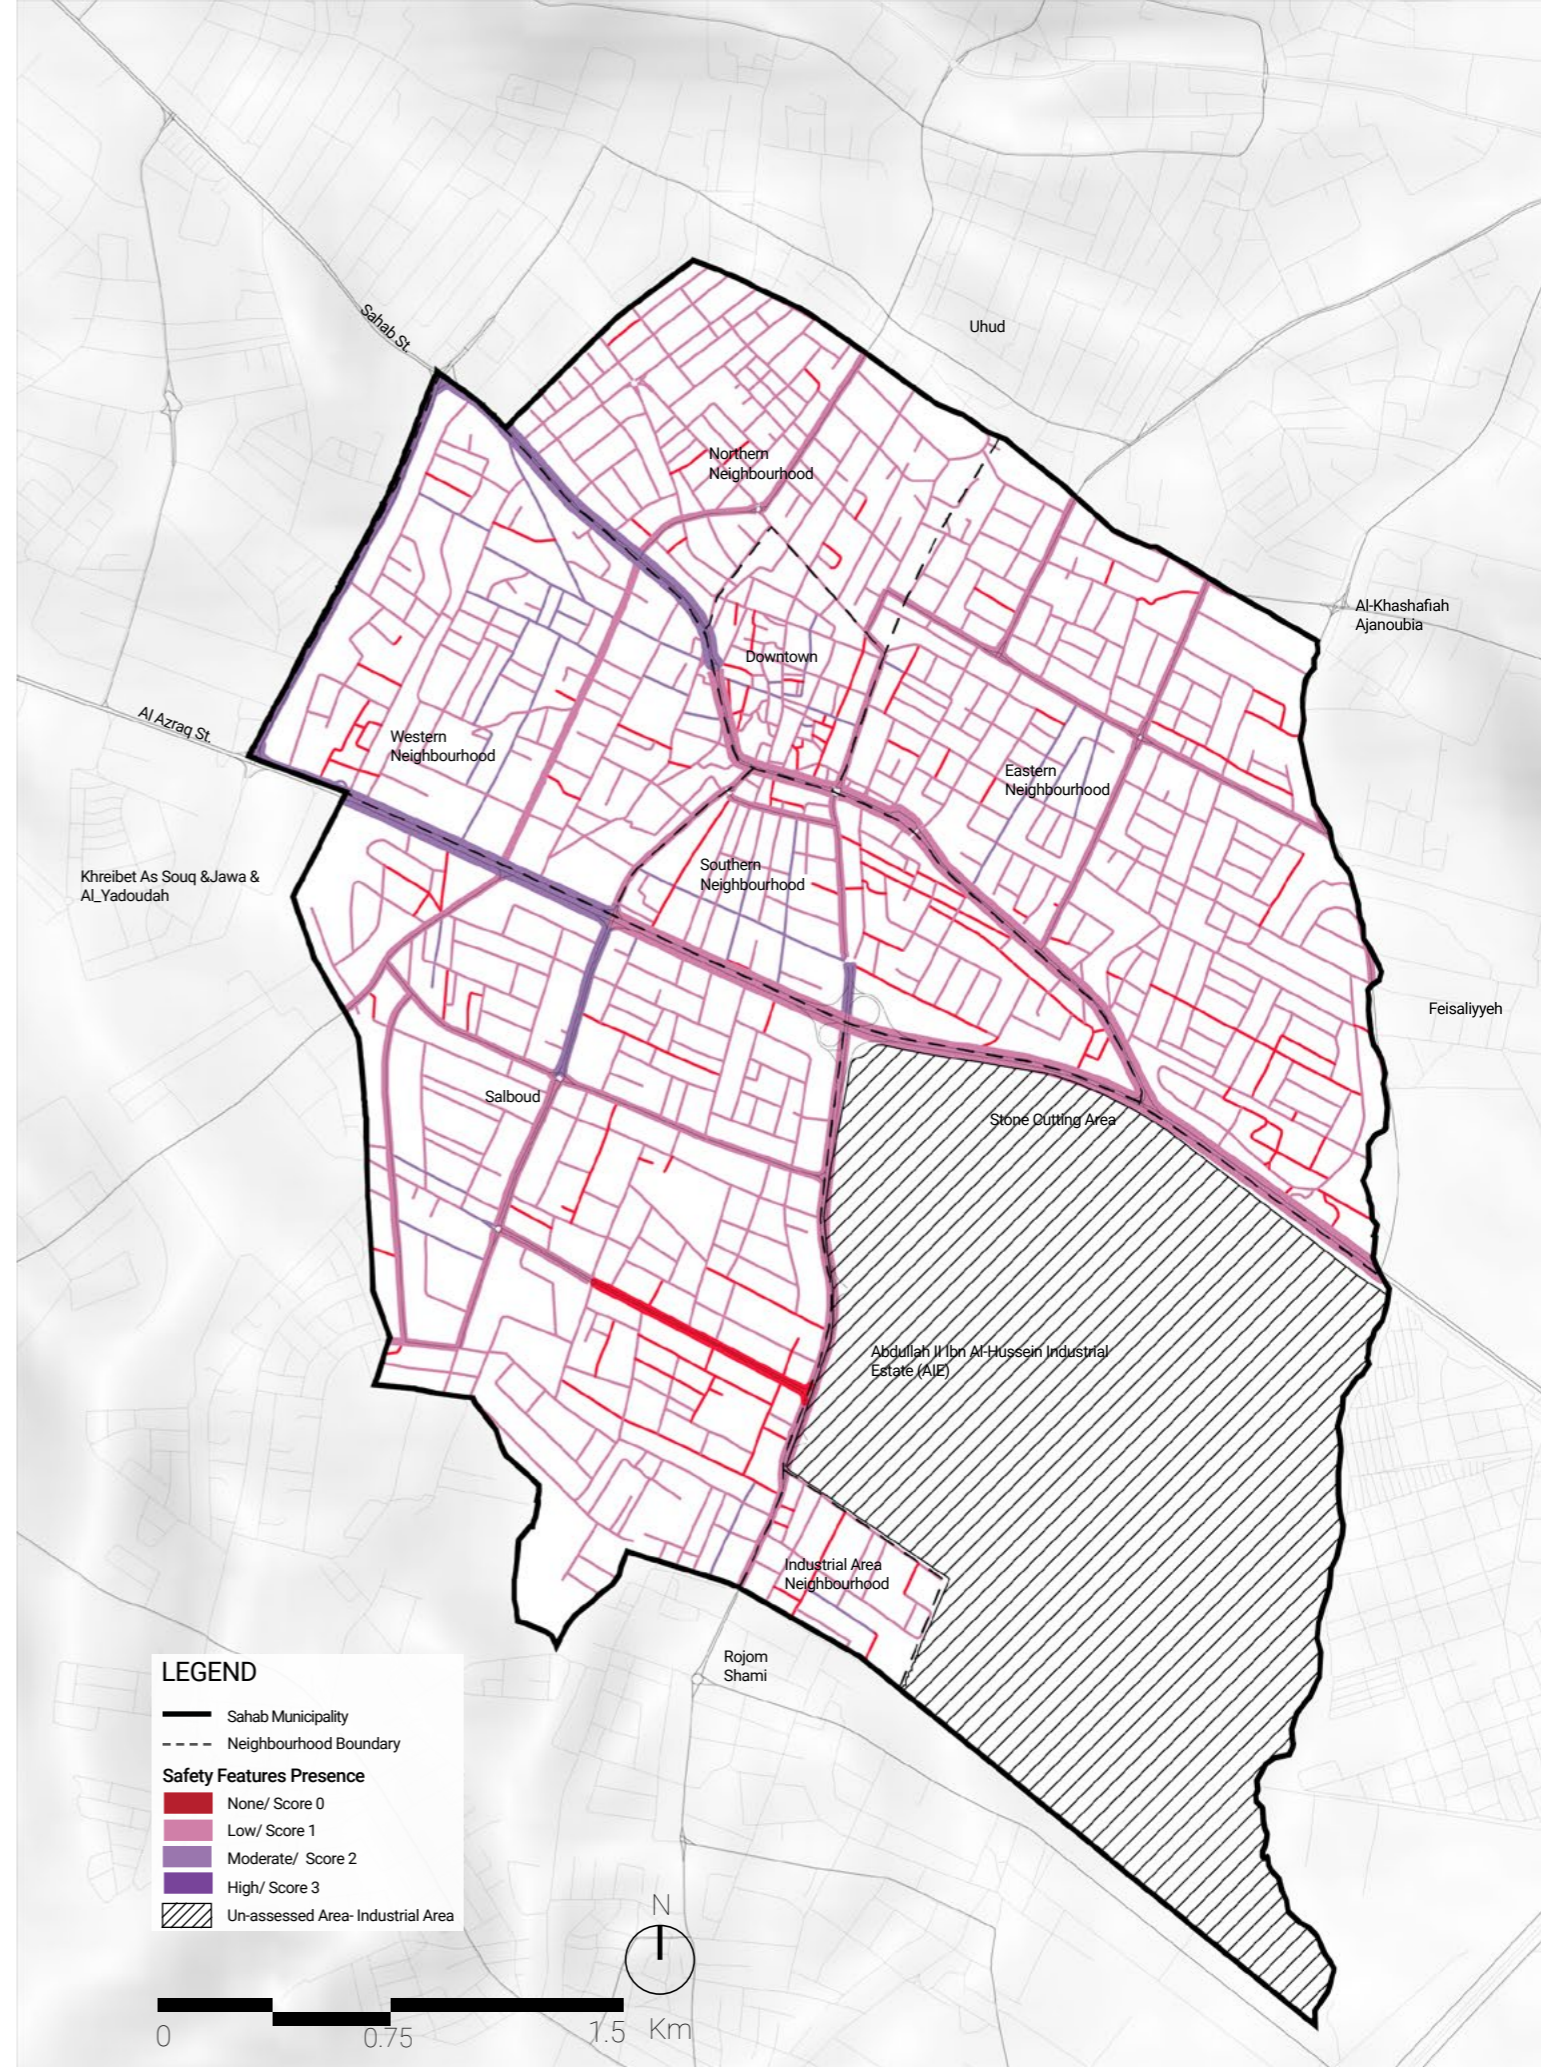 Sahab St.
Uhud
Northern
Neighbourhood
Al-Khashafiah
Ajanoubia
Downtown
Al Azraq St.
Western
Neighbourhood
Eastern
Neighbourhood
Khreibet As Souq &Jawa &
Al_Yadoudah
Southern
Neighbourhood
Feisaliyyeh
Salboud
Stone Cutting Area
Abdullah II Ibn Al-Hussein Industrial
Estate (AIE)
Industrial Area
Neighbourhood
Rojom
Shami
LEGEND
Sahab Municipality
Neighbourhood Boundary
Safety Features Presence
None/ Score 0
Low/ Score 1
Moderate/ Score 2
High/ Score 3
Un-assessed Area- Industrial Area
N
0 0.75 1.5 Km